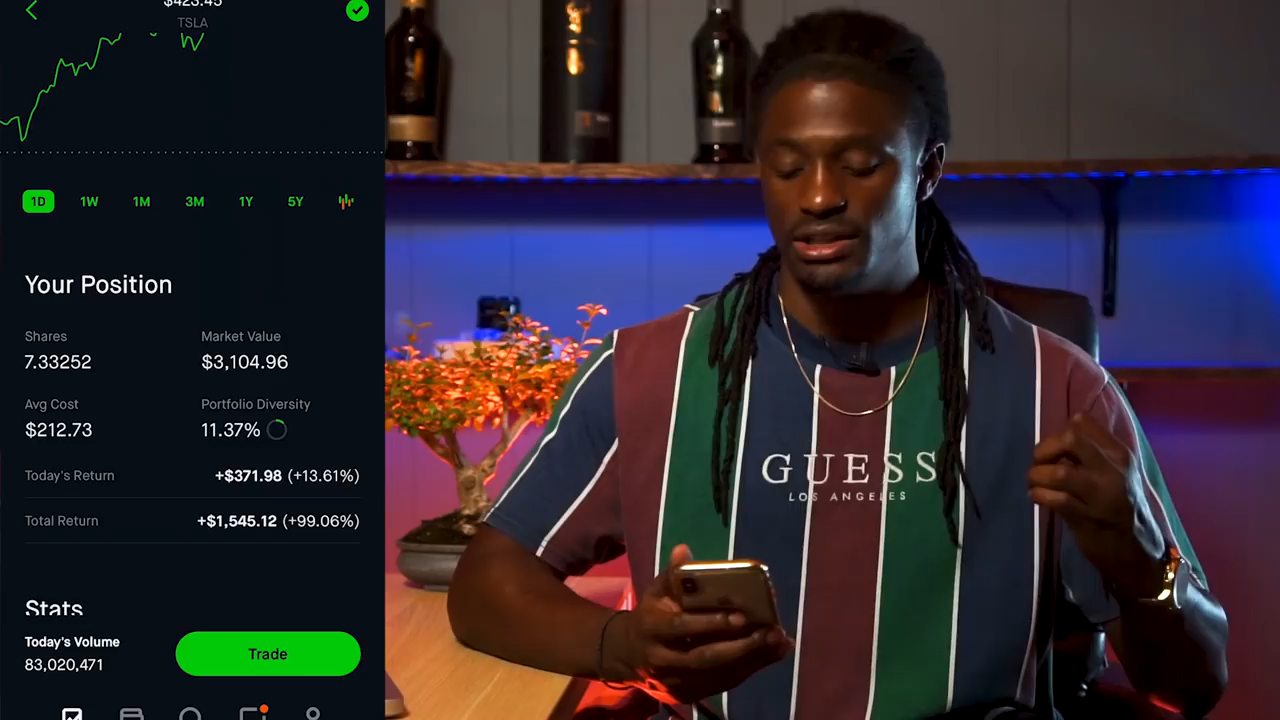 $423.45
TSLA
1D 1W 1M 3M 1Y 5Y
Your Position
Shares Market Value
7.33252 $3,104.96
Avg Cost Portfolio Diversity
$212.73 11.37%
Today's Return +$371.98 (+13.61%)
Total Return +$1,545.12 (+99.06%)
Stats
Today's Volume
83,020,471
Trade
GUESS
LOS ANGELES